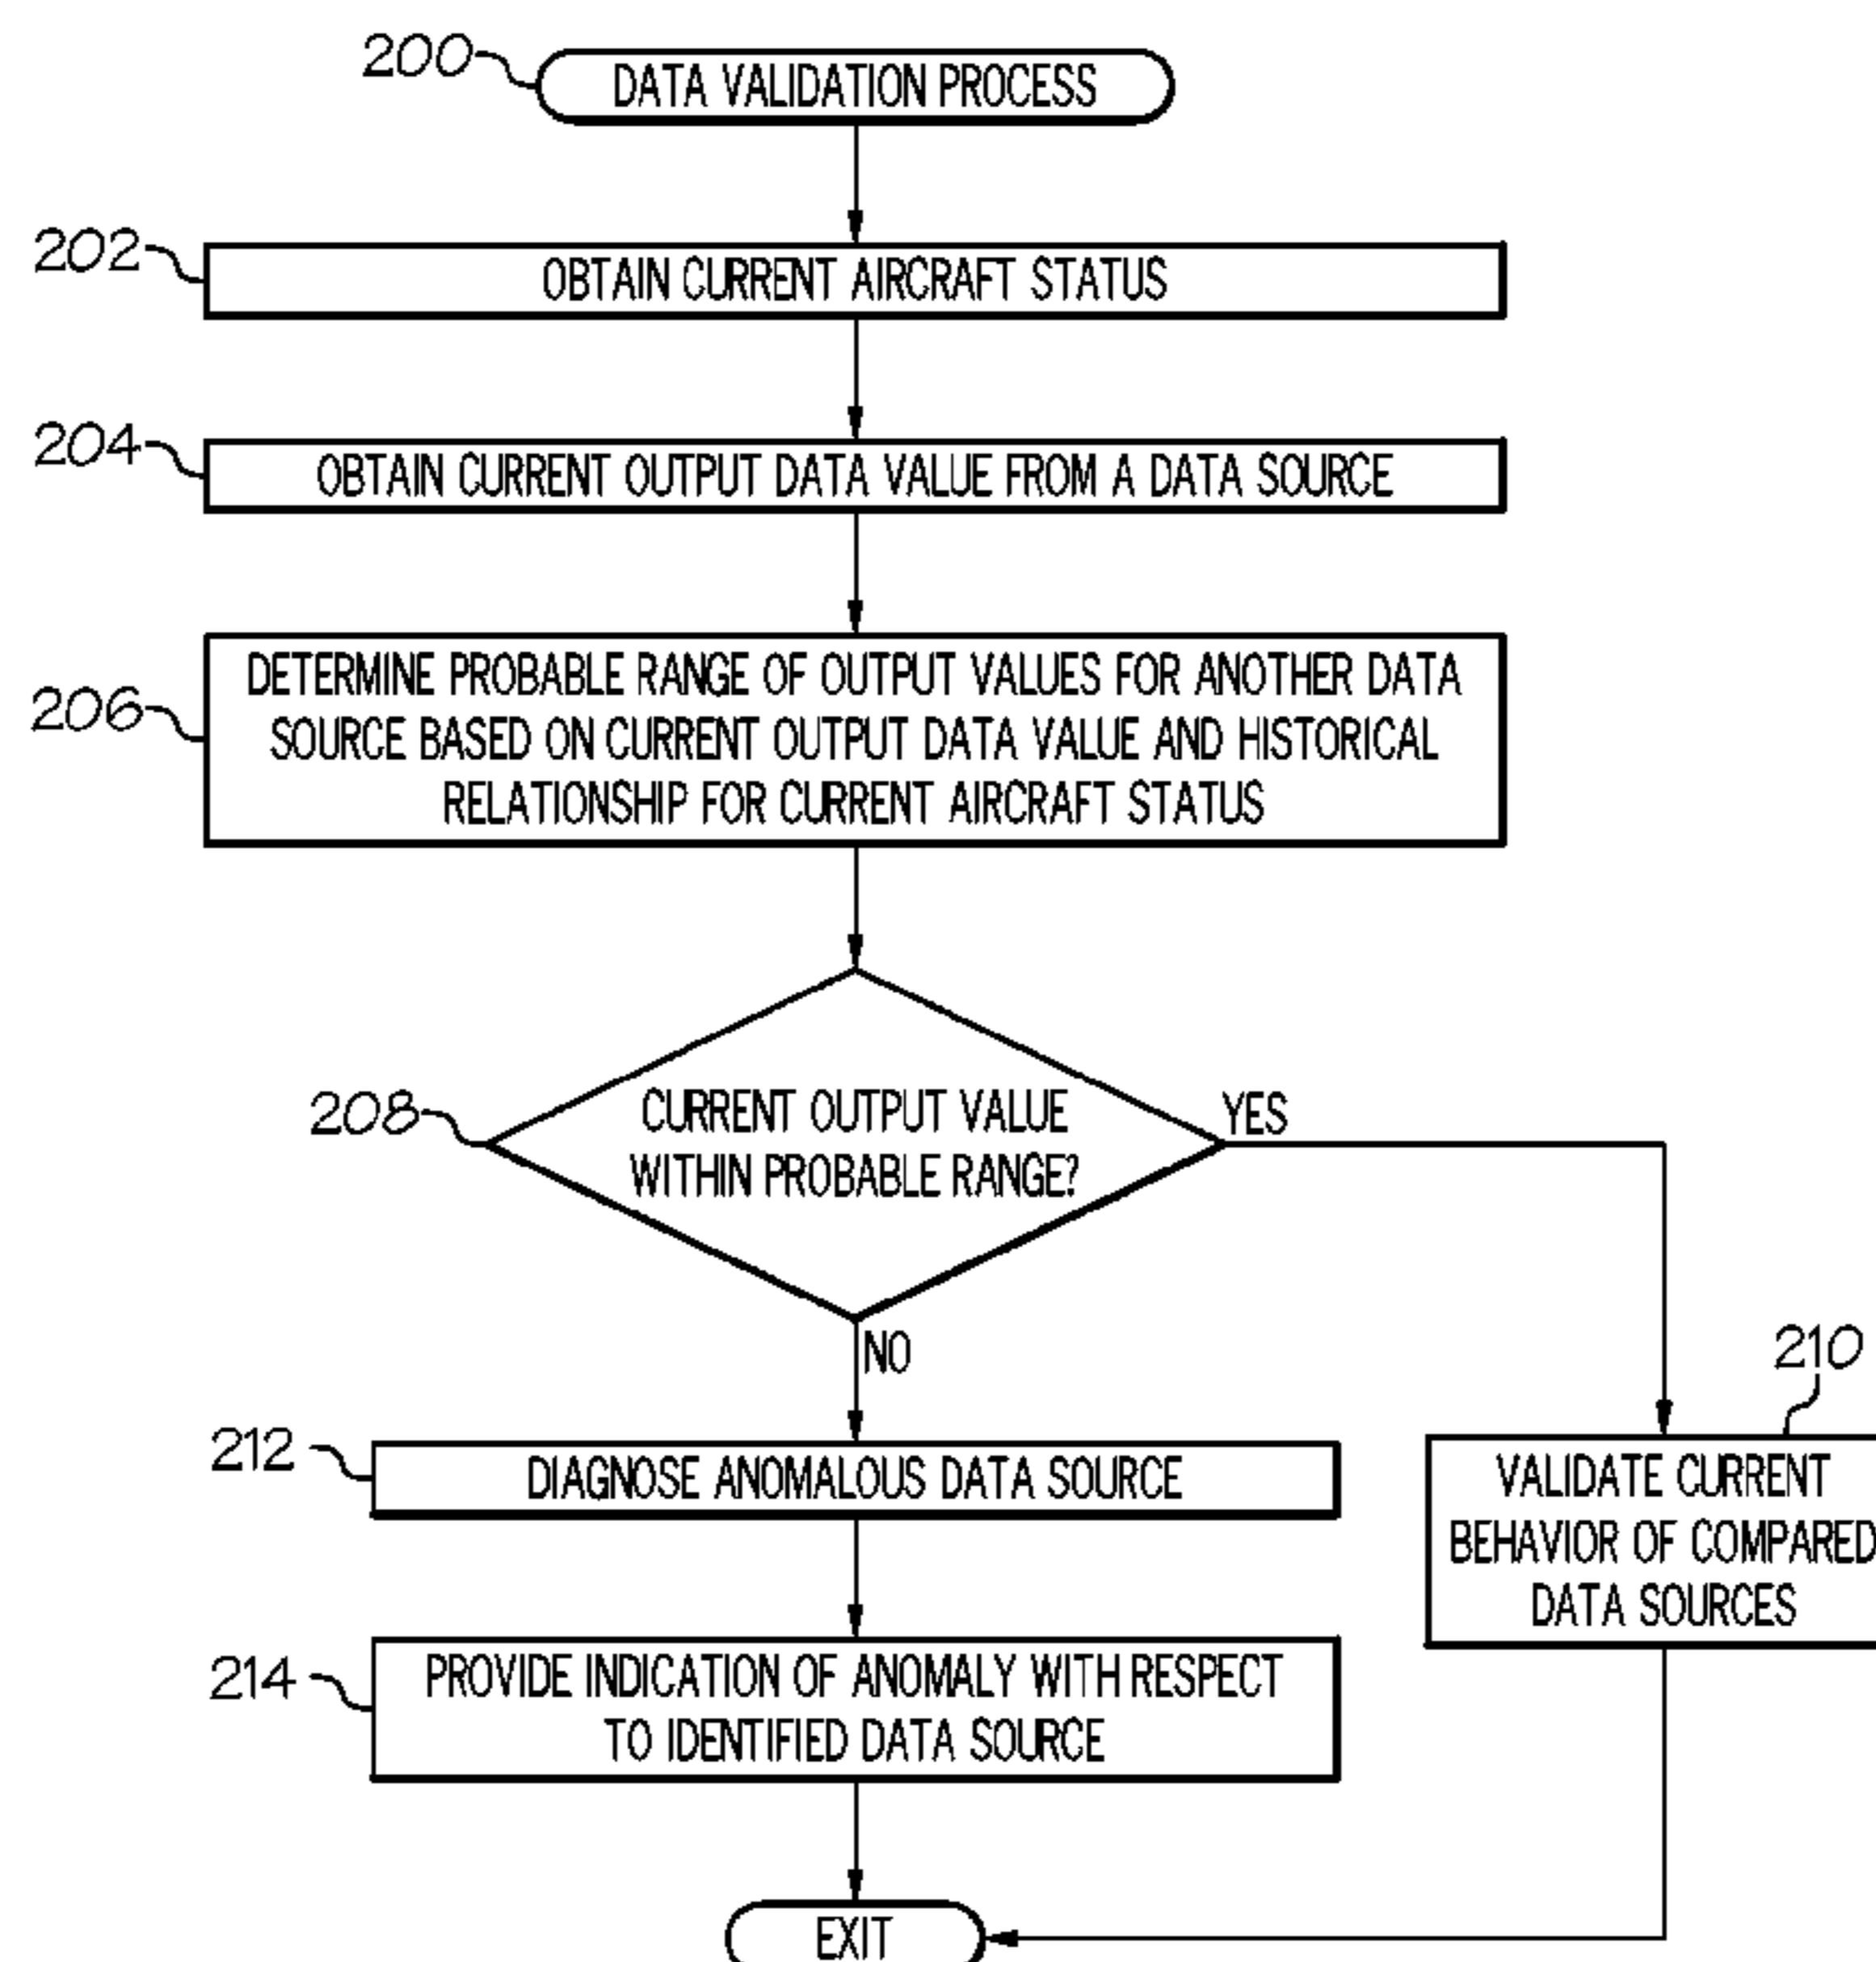 200
DATA VALIDATION PROCESS
202
OBTAIN CURRENT AIRCRAFT STATUS
204
OBTAIN CURRENT OUTPUT DATA VALUE FROM A DATA SOURCE
206
DETERMINE PROBABLE RANGE OF OUTPUT VALUES FOR ANOTHER DATA
SOURCE BASED ON CURRENT OUTPUT DATA VALUE AND HISTORICAL
RELATIONSHIP FOR CURRENT AIRCRAFT STATUS
208
CURRENT OUTPUT VALUE
WITHIN PROBABLE RANGE?
YES
NO
210
VALIDATE CURRENT
BEHAVIOR OF COMPARED
DATA SOURCES
212
DIAGNOSE ANOMALOUS DATA SOURCE
214
PROVIDE INDICATION OF ANOMALY WITH RESPECT
TO IDENTIFIED DATA SOURCE
EXIT